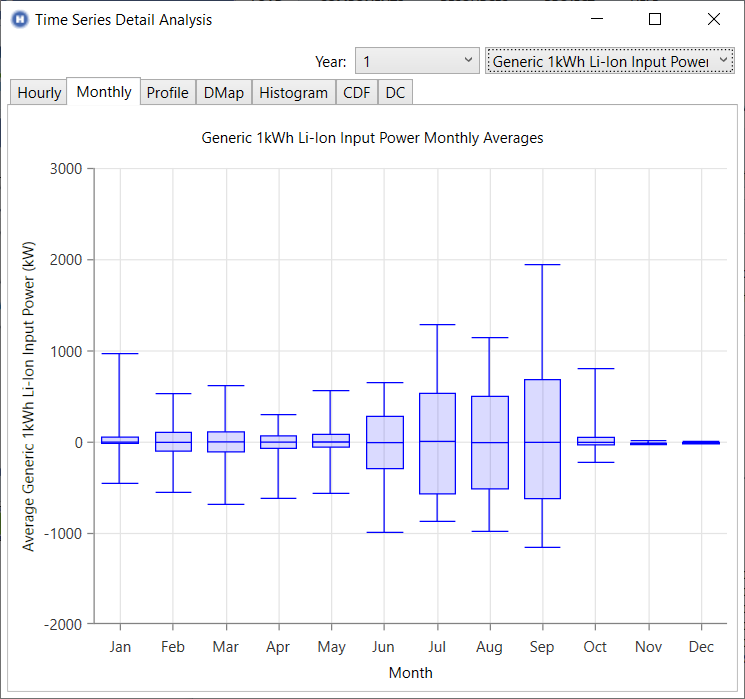 Time Series Detail Analysis
Year: 1 Generic 1kWh Li-Ion Input Power
Hourly Monthly Profile DMap Histogram CDF DC
Generic 1kWh Li-Ion Input Power Monthly Averages
Average Generic 1kWh Li-Ion Input Power (kW)
3000
2000
1000
0
-1000
-2000
Jan Feb Mar Apr May Jun Jul Aug Sep Oct Nov Dec
Month